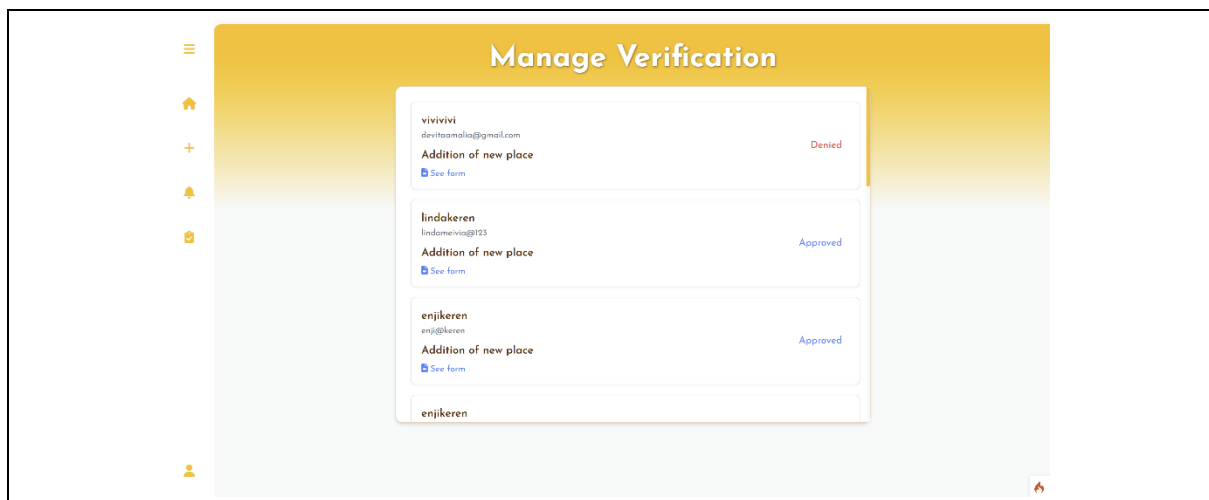 Manage Verification
vivivivi
devitaamalia@gmail.com
Addition of new place
See form
Denied
lindakeren
lindameivia@123
Addition of new place
See form
Approved
enjikeren
enji@keren
Addition of new place
See form
Approved
enjikeren